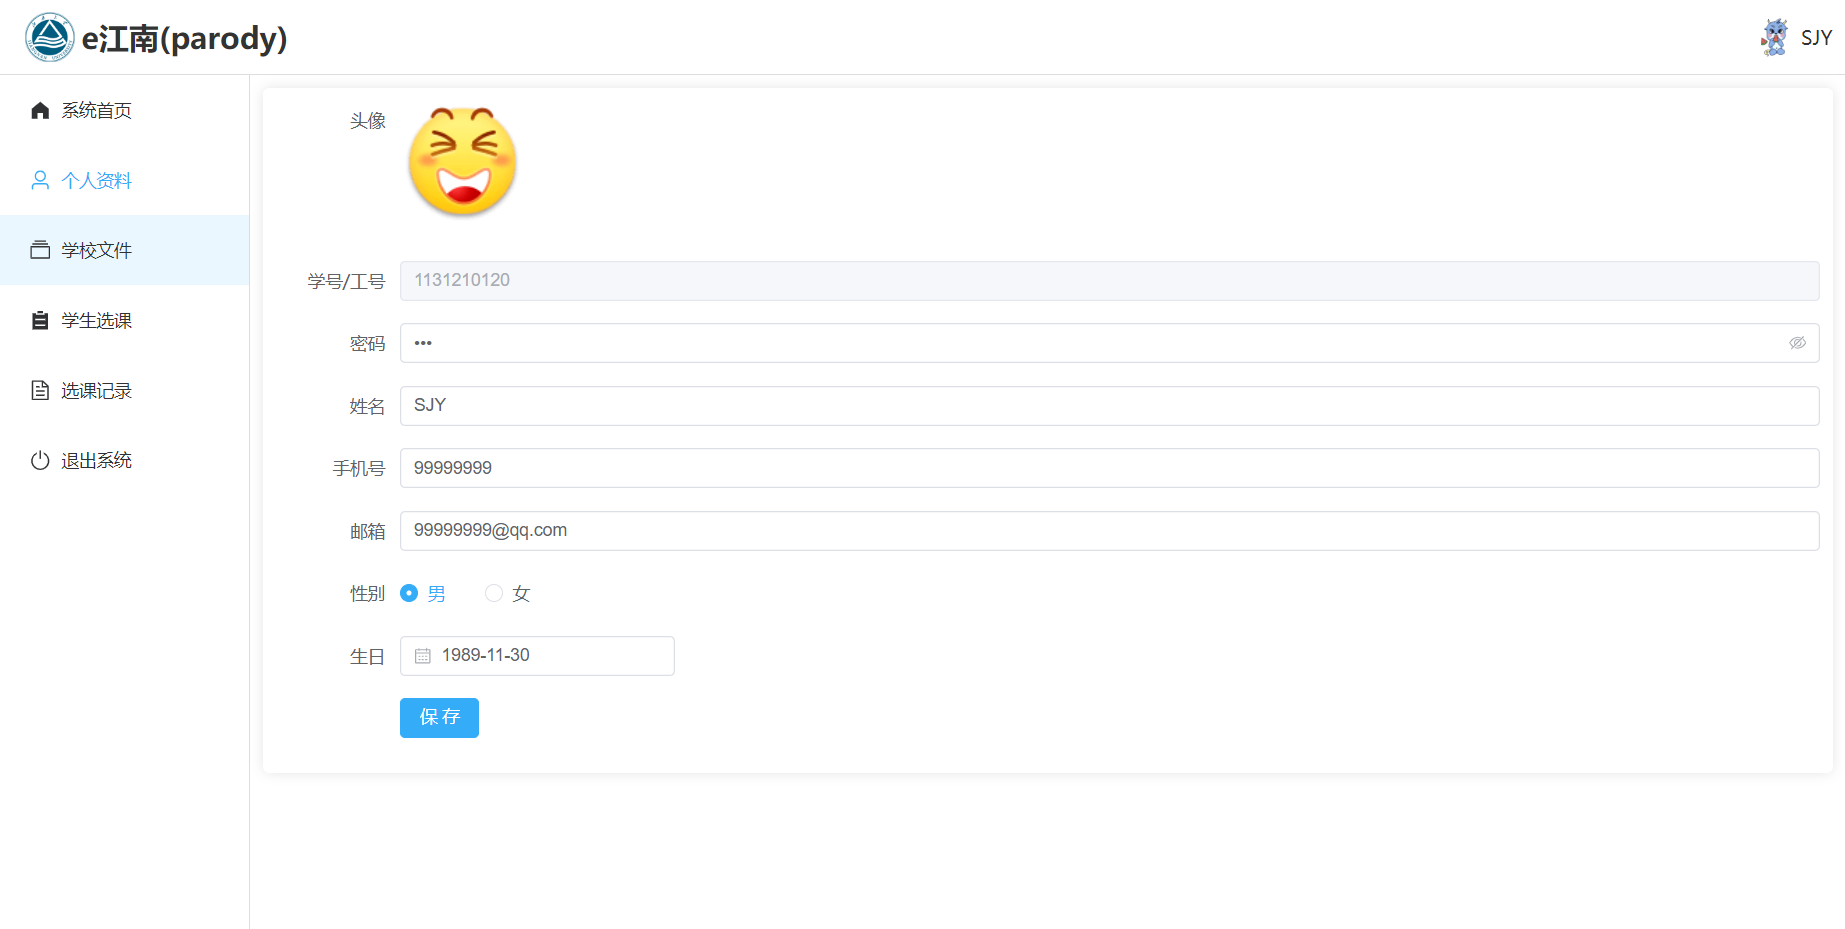 e江南(parody)
SJY
系统首页
个人资料
学校文件
学生选课
选课记录
退出系统
头像
学号/工号 1131210120
密码 •••
姓名 SJY
手机号 99999999
邮箱 99999999@qq.com
性别 男 女
生日 1989-11-30
保存